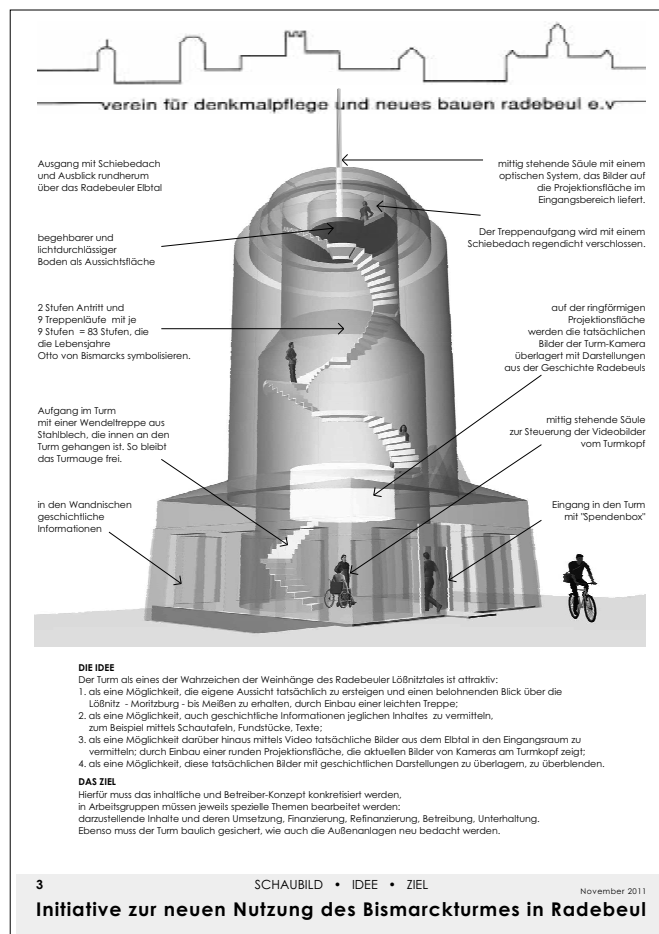 verein für denkmalpflege und neues bauen radebeul e.v
Ausgang mit Schiebedach
und Ausblick rundherum
über das Radebeuler Elbtal
mittig stehende Säule mit einem
optischen System, das Bilder auf
die Projektionsfläche im
Eingangsbereich liefert.
begehbarer und
lichtdurchlässiger
Boden als Aussichtsfläche
Der Treppenaufgang wird mit einem
Schiebedach regendicht verschlossen.
2 Stufen Antritt und
9 Treppenläufe mit je
9 Stufen = 83 Stufen, die
die Lebensjahre
Otto von Bismarcks symbolisieren.
auf der ringförmigen
Projektionsfläche
werden die tatsächlichen
Bilder der Turm-Kamera
überlagert mit Darstellungen
aus der Geschichte Radebeuls
Aufgang im Turm
mit einer Wendeltreppe aus
Stahlblech, die innen an den
Turm gehangen ist. So bleibt
das Turmauge frei.
mittig stehende Säule
zur Steuerung der Videobilder
vom Turmkopf
in den Wandnischen
geschichtliche
Informationen
Eingang in den Turm
mit "Spendenbox"
DIE IDEE
Der Turm als eines der Wahrzeichen der Weinhänge des Radebeuler Lößnitztales ist attraktiv:
1. als eine Möglichkeit, die eigene Aussicht tatsächlich zu ersteigen und einen belohnenden Blick über die
Lößnitz - Moritzburg - bis Meißen zu erhalten, durch Einbau einer leichten Treppe;
2. als eine Möglichkeit, auch geschichtliche Informationen jeglichen Inhaltes zu vermitteln,
zum Beispiel mittels Schautafeln, Fundstücke, Texte;
3. als eine Möglichkeit darüber hinaus mittels Video tatsächliche Bilder aus dem Elbtal in den Eingangsraum zu
vermitteln; durch Einbau einer runden Projektionsfläche, die aktuellen Bilder von Kameras am Turmkopf zeigt;
4. als eine Möglichkeit, diese tatsächlichen Bilder mit geschichtlichen Darstellungen zu überlagern, zu überblenden.
DAS ZIEL
Hierfür muss das inhaltliche und Betreiber-Konzept konkretisiert werden,
in Arbeitsgruppen müssen jeweils spezielle Themen bearbeitet werden:
darzustellende Inhalte und deren Umsetzung, Finanzierung, Refinanzierung, Betreibung, Unterhaltung.
Ebenso muss der Turm baulich gesichert, wie auch die Außenanlagen neu bedacht werden.
3 SCHAUBILD • IDEE • ZIEL November 2011
Initiative zur neuen Nutzung des Bismarckturmes in Radebeul